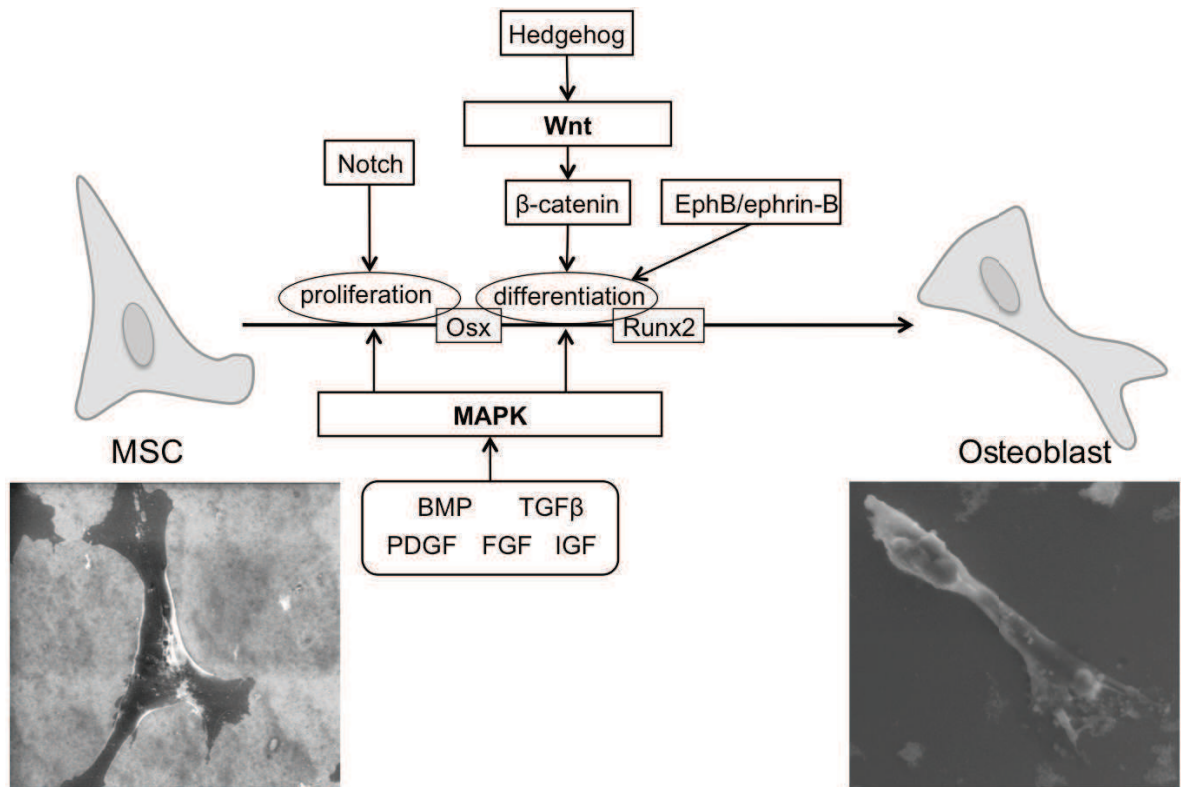 Hedgehog
Wnt
Notch
β-catenin
EphB/ephrin-B
proliferation
differentiation
Osx
Runx2
MAPK
MSC
Osteoblast
BMP TGFβ
PDGF FGF IGF